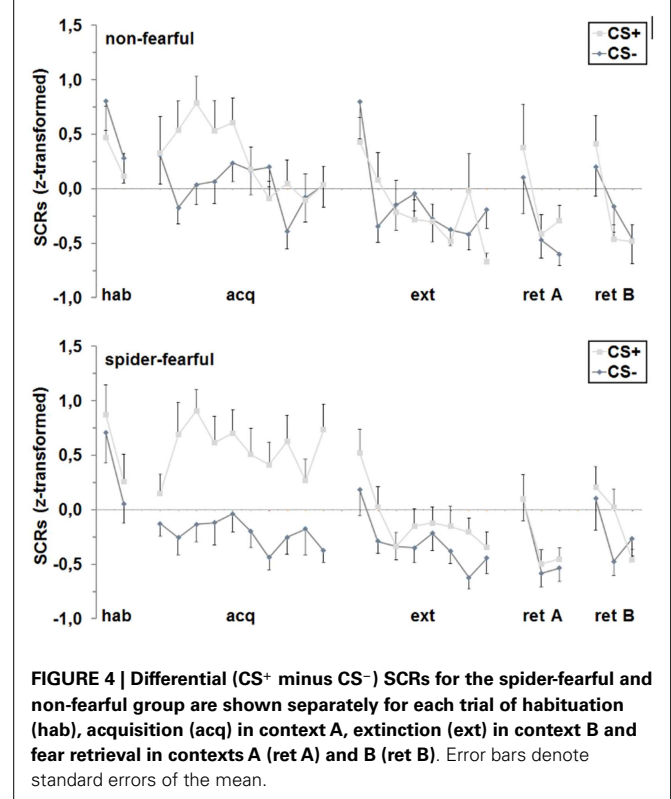 1,5
non-fearful
CS+
CS-
1,0
0,5
0,0
-0,5
-1,0
SCRs (z-transformed)
hab acq ext ret A ret B
1,5
spider-fearful
CS+
CS-
1,0
0,5
0,0
-0,5
-1,0
SCRs (z-transformed)
hab acq ext ret A ret B
FIGURE 4 | Differential (CS⁺ minus CS⁻) SCRs for the spider-fearful and
non-fearful group are shown separately for each trial of habituation
(hab), acquisition (acq) in context A, extinction (ext) in context B and
fear retrieval in contexts A (ret A) and B (ret B). Error bars denote
standard errors of the mean.